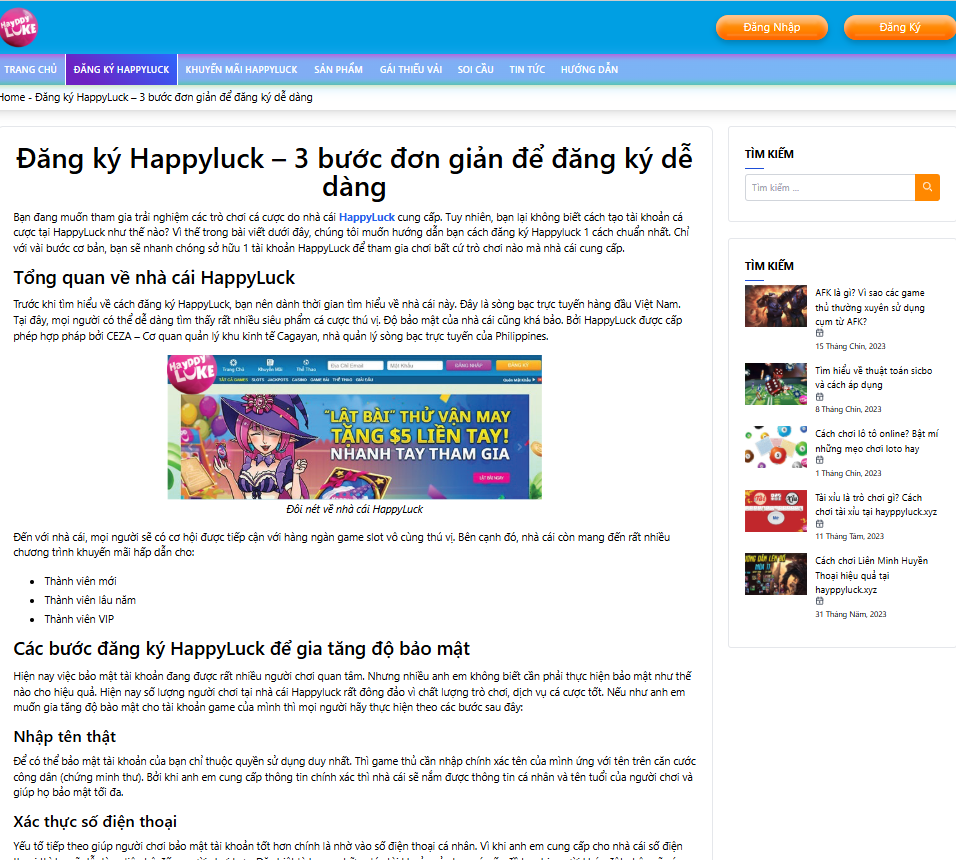 HayPPY
LUKE
Đăng Nhập
Đăng Ký
TRANG CHỦ
ĐĂNG KÝ HAPPYLUCK
KHUYẾN MÃI HAPPYLUCK
SẢN PHẨM
GÁI THIẾU VẢI
SOI CẦU
TIN TỨC
HƯỚNG DẪN
Home - Đăng ký HappyLuck – 3 bước đơn giản để đăng ký dễ dàng
Đăng ký Happyluck – 3 bước đơn giản để đăng ký dễ
dàng
Bạn đang muốn tham gia trải nghiệm các trò chơi cá cược do nhà cái HappyLuck cung cấp. Tuy nhiên, bạn lại không biết cách tạo tài khoản cá
cược tại HappyLuck như thế nào? Vì thế trong bài viết dưới đây, chúng tôi muốn hướng dẫn bạn cách đăng ký Happyluck 1 cách chuẩn nhất. Chỉ
với vài bước cơ bản, bạn sẽ nhanh chóng sở hữu 1 tài khoản HappyLuck để tham gia chơi bất cứ trò chơi nào mà nhà cái cung cấp.
Tổng quan về nhà cái HappyLuck
Trước khi tìm hiểu về cách đăng ký HappyLuck, bạn nên dành thời gian tìm hiểu về nhà cái này. Đây là sòng bạc trực tuyến hàng đầu Việt Nam.
Tại đây, mọi người có thể dễ dàng tìm thấy rất nhiều siêu phẩm cá cược thú vị. Độ bảo mật của nhà cái cũng khá bảo. Bởi HappyLuck được cấp
phép hợp pháp bởi CEZA – Cơ quan quản lý khu kinh tế Cagayan, nhà quản lý sòng bạc trực tuyến của Philippines.
HayPPY
LUKE
Trang Chủ
Khuyến Mãi
Thể Thao
Địa Chỉ Email
Mật Khẩu
ĐĂNG NHẬP
ĐĂNG KÝ
TẤT CẢ GAMES SLOTS JACKPOTS CASINO GAME BÀI THỂ THAO GIẢI ĐẤU
Quên Mật Khẩu
“LẬT BÀI” THỬ VẬN MAY
TẶNG $5 LIỀN TAY!
NHANH TAY THAM GIA
LẬT BÀI NGAY
Đôi nét về nhà cái HappyLuck
Đến với nhà cái, mọi người sẽ có cơ hội được tiếp cận với hàng ngàn game slot vô cùng thú vị. Bên cạnh đó, nhà cái còn mang đến rất nhiều
chương trình khuyến mãi hấp dẫn cho:
Thành viên mới
Thành viên lâu năm
Thành viên VIP
Các bước đăng ký HappyLuck để gia tăng độ bảo mật
Hiện nay việc bảo mật tài khoản đang được rất nhiều người chơi quan tâm. Nhưng nhiều anh em không biết cần phải thực hiện bảo mật như thế
nào cho hiệu quả. Hiện nay số lượng người chơi tại nhà cái Happyluck rất đông đảo vì chất lượng trò chơi, dịch vụ cá cược tốt. Nếu như anh em
muốn gia tăng độ bảo mật cho tài khoản game của mình thì mọi người hãy thực hiện theo các bước sau đây:
Nhập tên thật
Để có thể bảo mật tài khoản của bạn chỉ thuộc quyền sử dụng duy nhất. Thì game thủ cần nhập chính xác tên của mình ứng với tên trên căn cước
công dân (chứng minh thư). Bởi khi anh em cung cấp thông tin chính xác thì nhà cái sẽ nắm được thông tin cá nhân và tên tuổi của người chơi và
giúp họ bảo mật tối đa.
Xác thực số điện thoại
Yếu tố tiếp theo giúp người chơi bảo mật tài khoản tốt hơn chính là nhờ vào số điện thoại cá nhân. Vì khi anh em cung cấp cho nhà cái số điện
TÌM KIẾM
Tìm kiếm ...
TÌM KIẾM
AFK là gì? Vì sao các game
thủ thường xuyên sử dụng
cụm từ AFK?
15 Tháng Chín, 2023
Tìm hiểu về thuật toán sicbo
và cách áp dụng
8 Tháng Chín, 2023
Cách chơi lô tô online? Bật mí
những mẹo chơi loto hay
1 Tháng Chín, 2023
Tài xỉu là trò chơi gì? Cách
chơi tài xỉu tại hayppyluck.xyz
11 Tháng Tám, 2023
Cách chơi Liên Minh Huyền
Thoại hiệu quả tại
hayppyluck.xyz
31 Tháng Năm, 2023